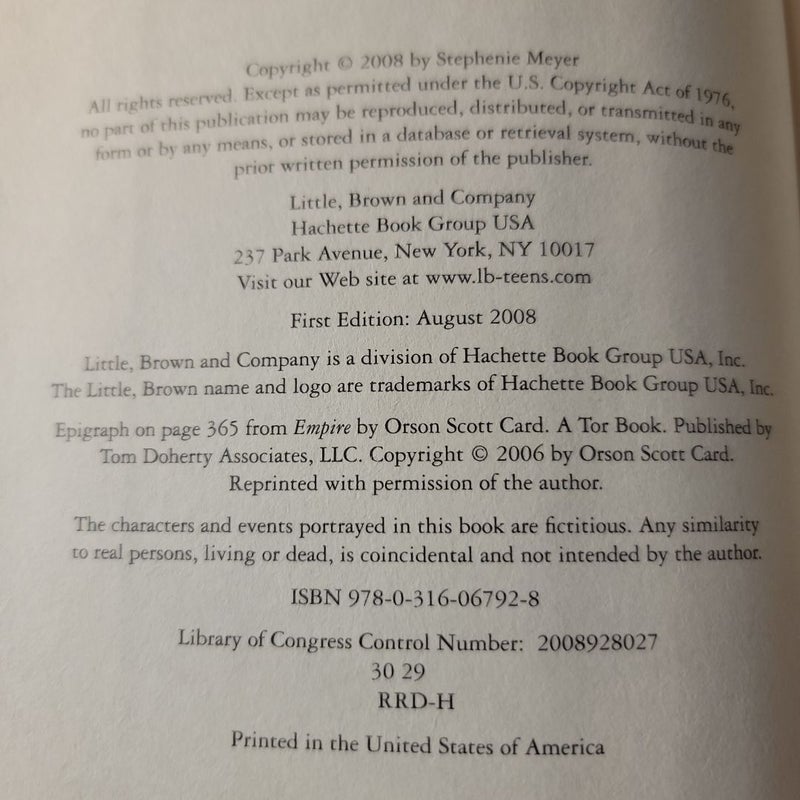 Copyright © 2008 by Stephenie Meyer
All rights reserved. Except as permitted under the U.S. Copyright Act of 1976,
no part of this publication may be reproduced, distributed, or transmitted in any
form or by any means, or stored in a database or retrieval system, without the
prior written permission of the publisher.
Little, Brown and Company
Hachette Book Group USA
237 Park Avenue, New York, NY 10017
Visit our Web site at www.lb-teens.com
First Edition: August 2008
Little, Brown and Company is a division of Hachette Book Group USA, Inc.
The Little, Brown name and logo are trademarks of Hachette Book Group USA, Inc.
Epigraph on page 365 from Empire by Orson Scott Card. A Tor Book. Published by
Tom Doherty Associates, LLC. Copyright © 2006 by Orson Scott Card.
Reprinted with permission of the author.
The characters and events portrayed in this book are fictitious. Any similarity
to real persons, living or dead, is coincidental and not intended by the author.
ISBN 978-0-316-06792-8
Library of Congress Control Number: 2008928027
30 29
RRD-H
Printed in the United States of America